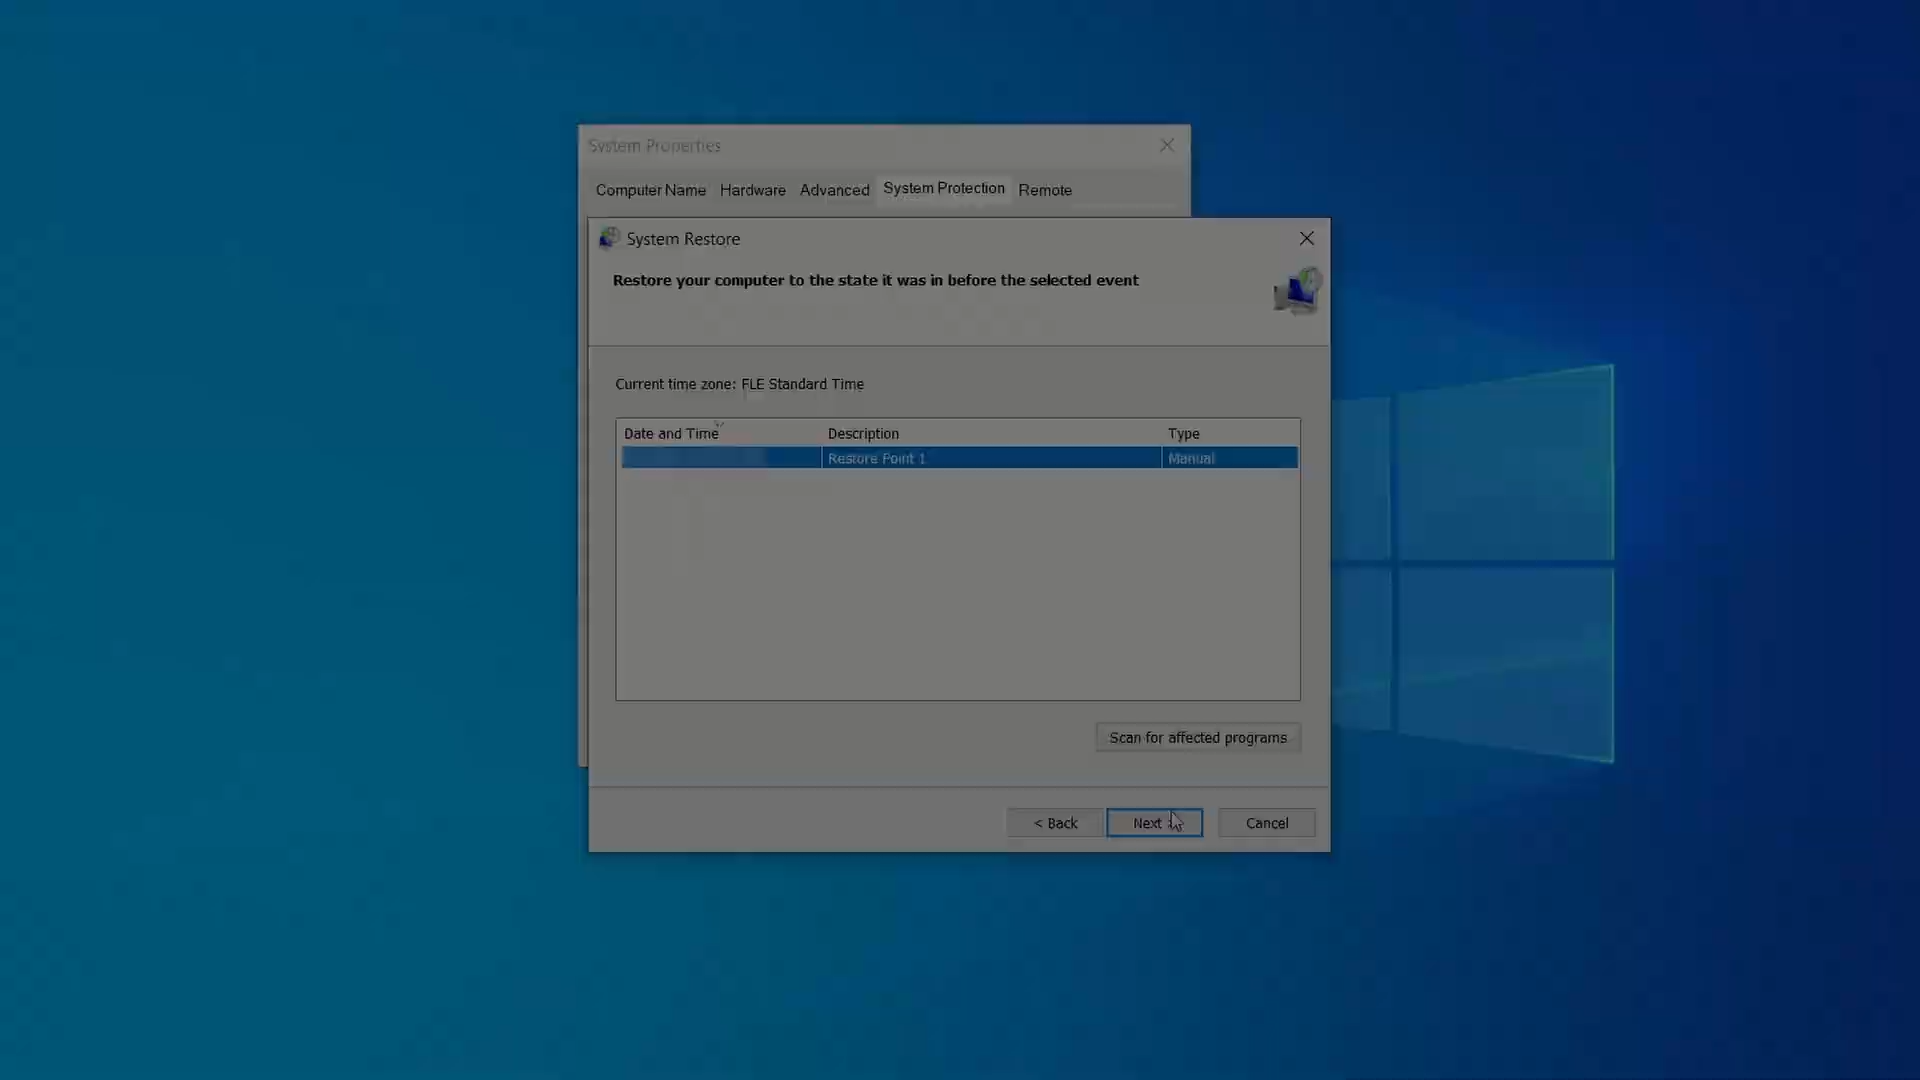 System Properties
Computer Name Hardware Advanced System Protection Remote
System Restore
Restore your computer to the state it was in before the selected event
Current time zone: FLE Standard Time
Date and Time Description Type
Restore Point 1 Manual
Scan for affected programs
< Back Next > Cancel